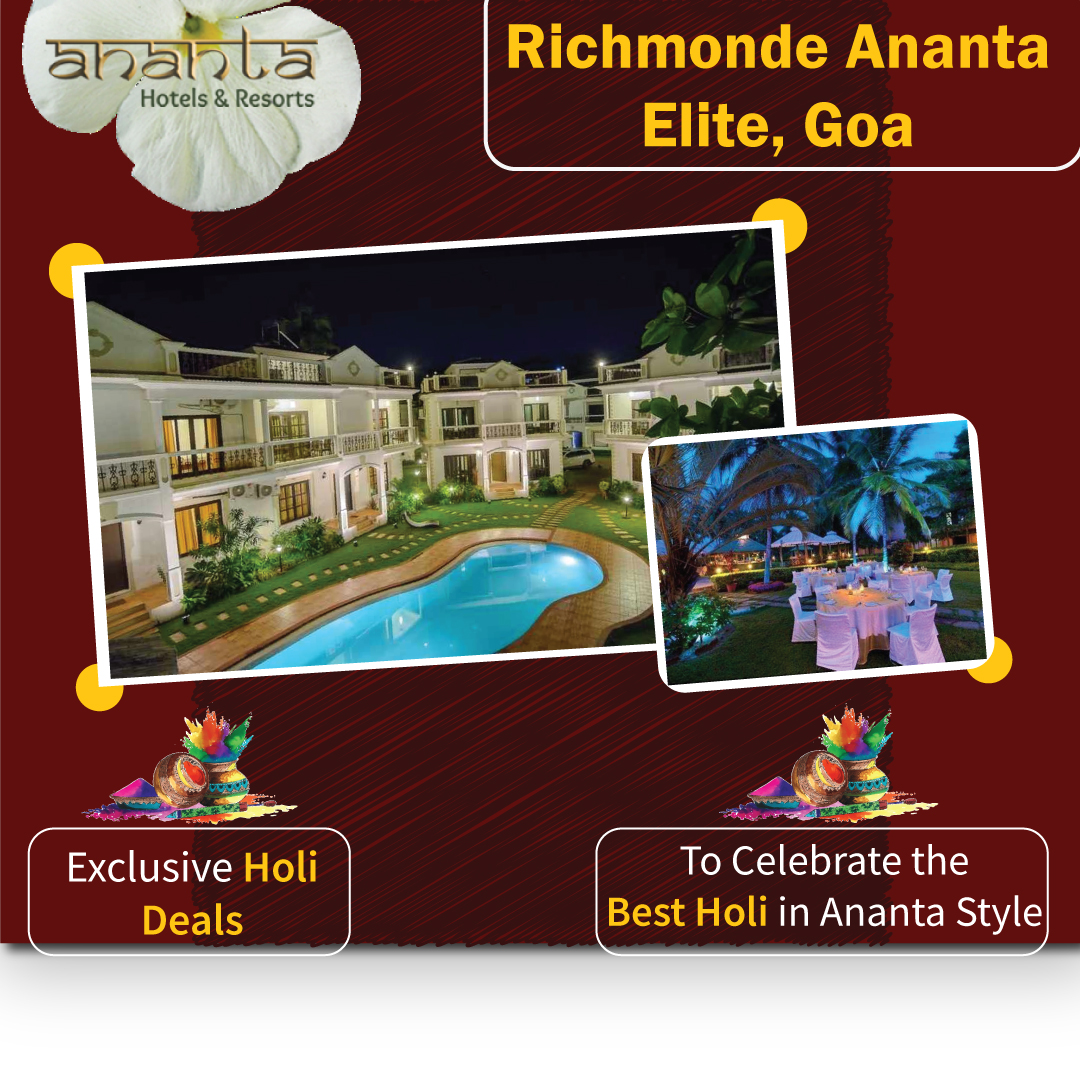 ananta
Hotels & Resorts
Richmonde Ananta
Elite, Goa
Exclusive Holi
Deals
To Celebrate the
Best Holi in Ananta Style